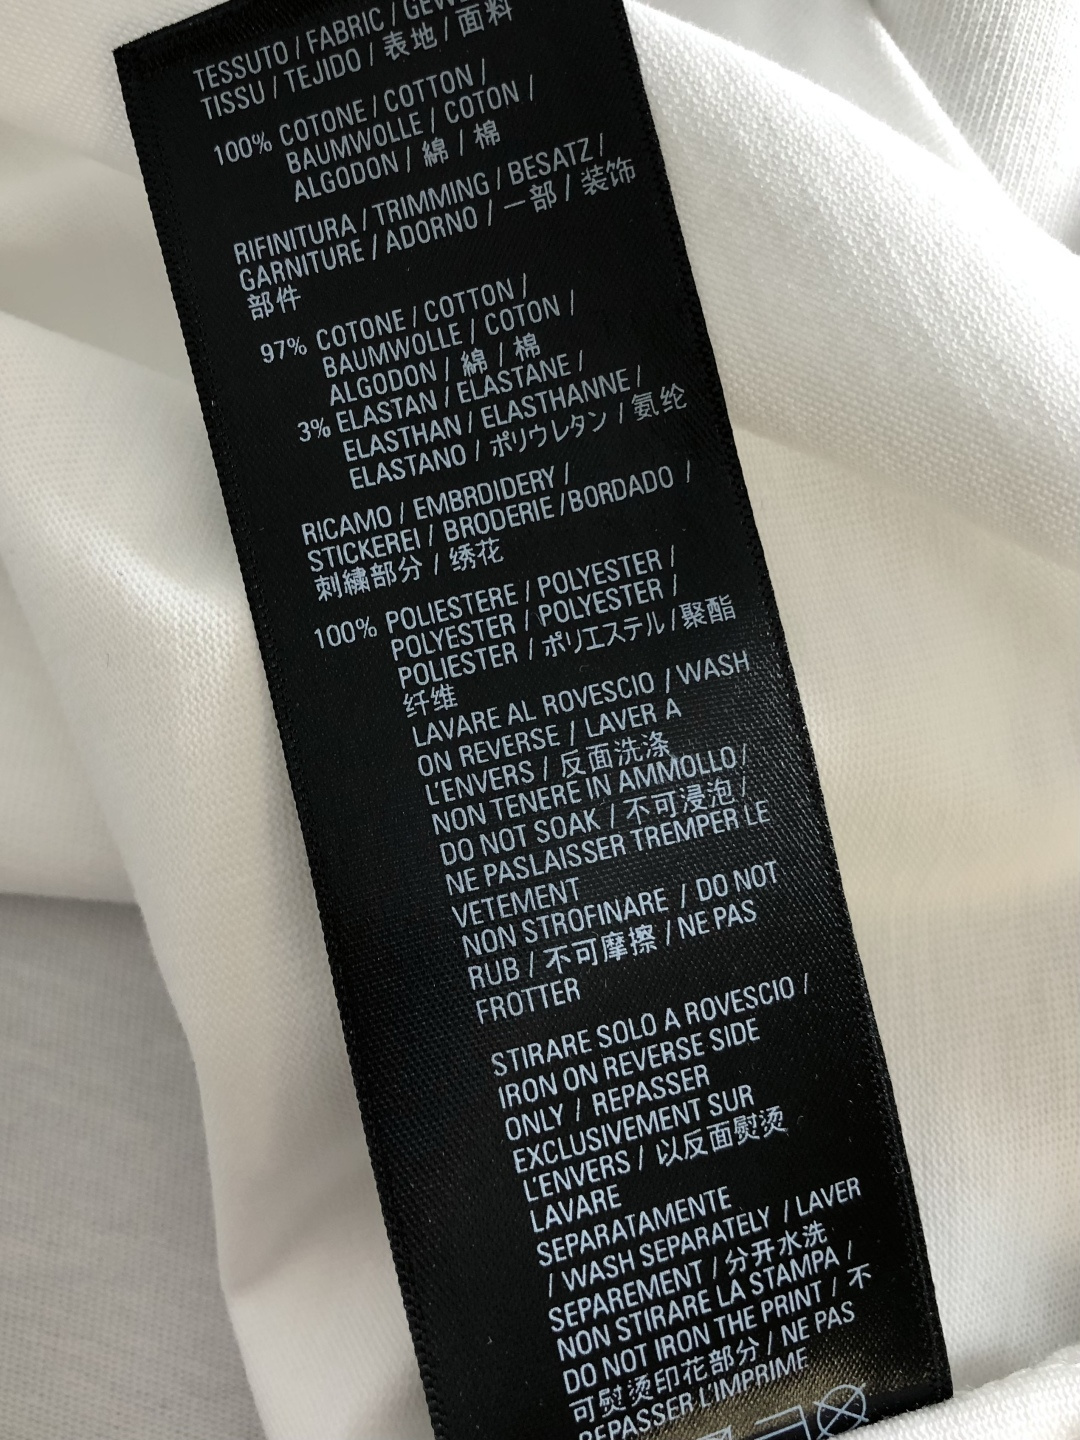 TESSUTO / FABRIC / GEWE
TISSU / TEJIDO / 表地 / 面料
100% COTONE / COTTON /
BAUMWOLLE / COTON /
ALGODON / 綿 / 棉
RIFINITURA / TRIMMING / BESATZ /
GARNITURE / ADORNO / 一部 / 装饰
部件
97% COTONE / COTTON /
BAUMWOLLE / COTON /
ALGODON / 綿 / 棉
3% ELASTAN / ELASTANE /
ELASTHAN / ELASTHANNE /
ELASTANO / ポリウレタン / 氨纶
RICAMO / EMBRDIDERY /
STICKEREI / BRODERIE /BORDADO /
刺繍部分 / 绣花
100% POLIESTERE / POLYESTER /
POLYESTER / POLYESTER /
POLIESTER / ポリエステル / 聚酯
纤维
LAVARE AL ROVESCIO / WASH
ON REVERSE / LAVER A
L'ENVERS / 反面洗涤
NON TENERE IN AMMOLLO /
DO NOT SOAK / 不可浸泡 /
NE PASLAISSER TREMPER LE
VETEMENT
NON STROFINARE / DO NOT
RUB / 不可摩擦 / NE PAS
FROTTER
STIRARE SOLO A ROVESCIO /
IRON ON REVERSE SIDE
ONLY / REPASSER
EXCLUSIVEMENT SUR
L'ENVERS / 以反面熨烫
LAVARE
SEPARATAMENTE
/ WASH SEPARATELY / LAVER
SEPAREMENT / 分开水洗
NON STIRARE LA STAMPA /
DO NOT IRON THE PRINT / 不
可熨烫印花部分 / NE PAS
REPASSER L'IMPRIME